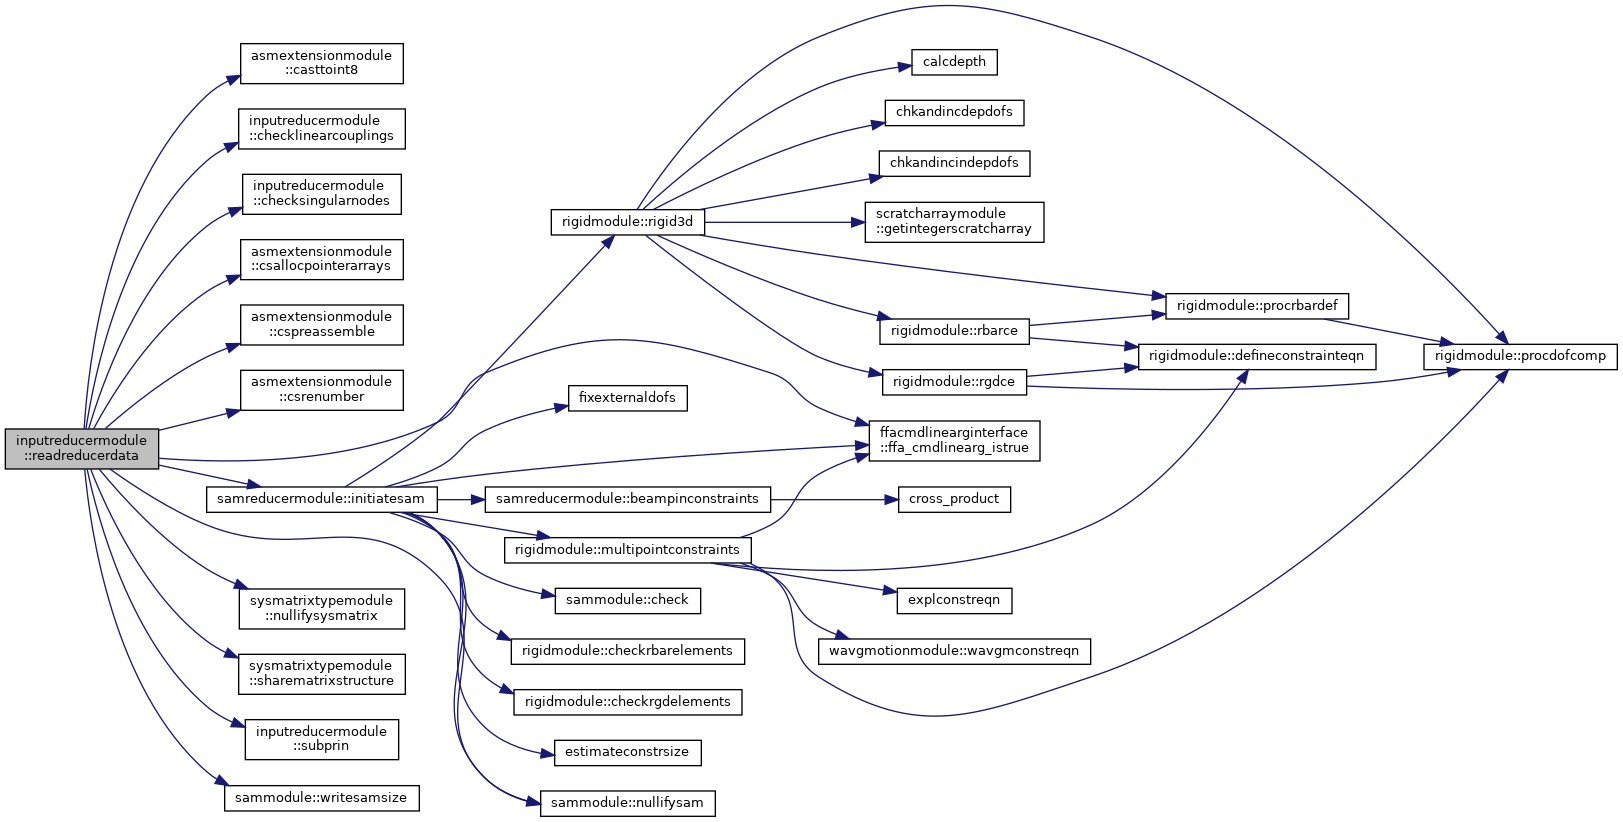 inputreducermodule
::readreducerdata
asmextensionmodule
::casttoint8
inputreducermodule
::checklinearcouplings
inputreducermodule
::checksingularnodes
asmextensionmodule
::csallocpointerarrays
asmextensionmodule
::cspreassemble
asmextensionmodule
::csrenumber
samreducermodule::initiatesam
sysmatrixtypemodule
::nullifysysmatrix
sysmatrixtypemodule
::sharematrixstructure
inputreducermodule
::subprin
sammodule::writesamsize
rigidmodule::rigid3d
fixexternaldofs
samreducermodule::beampinconstraints
rigidmodule::multipointconstraints
sammodule::check
rigidmodule::checkrbarelements
rigidmodule::checkrgdelements
estimateconstrsize
sammodule::nullifysam
calcdepth
chkandincdepdofs
chkandincindepdofs
scratcharraymodule
::getintegerscratcharray
rigidmodule::rbarce
rigidmodule::rgdce
ffacmdlinearginterface
::ffa_cmdlinearg_istrue
cross_product
explconstreqn
wavgmotionmodule::wavgmconstreqn
rigidmodule::procrbardef
rigidmodule::defineconstrainteqn
rigidmodule::procdofcomp